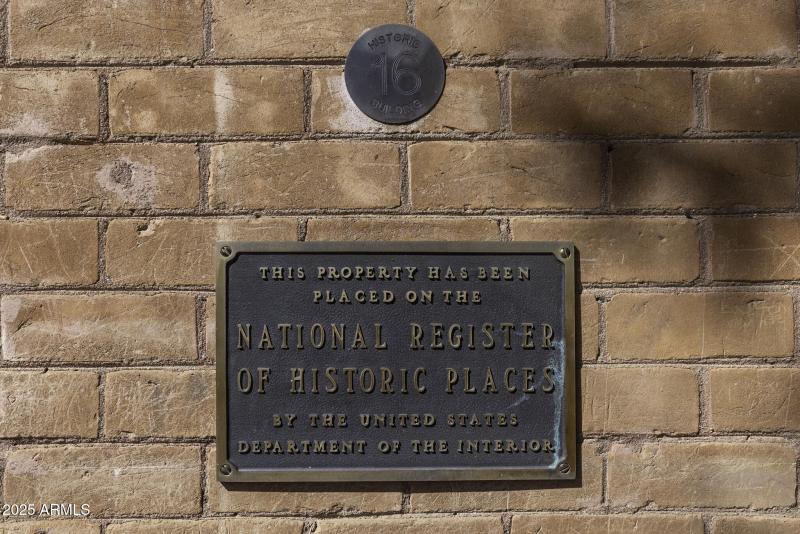 HISTORIC
16
BUILDING
THIS PROPERTY HAS BEEN
PLACED ON THE
NATIONAL REGISTER
OF HISTORIC PLACES
BY THE UNITED STATES
DEPARTMENT OF THE INTERIOR
2025 ARMLS